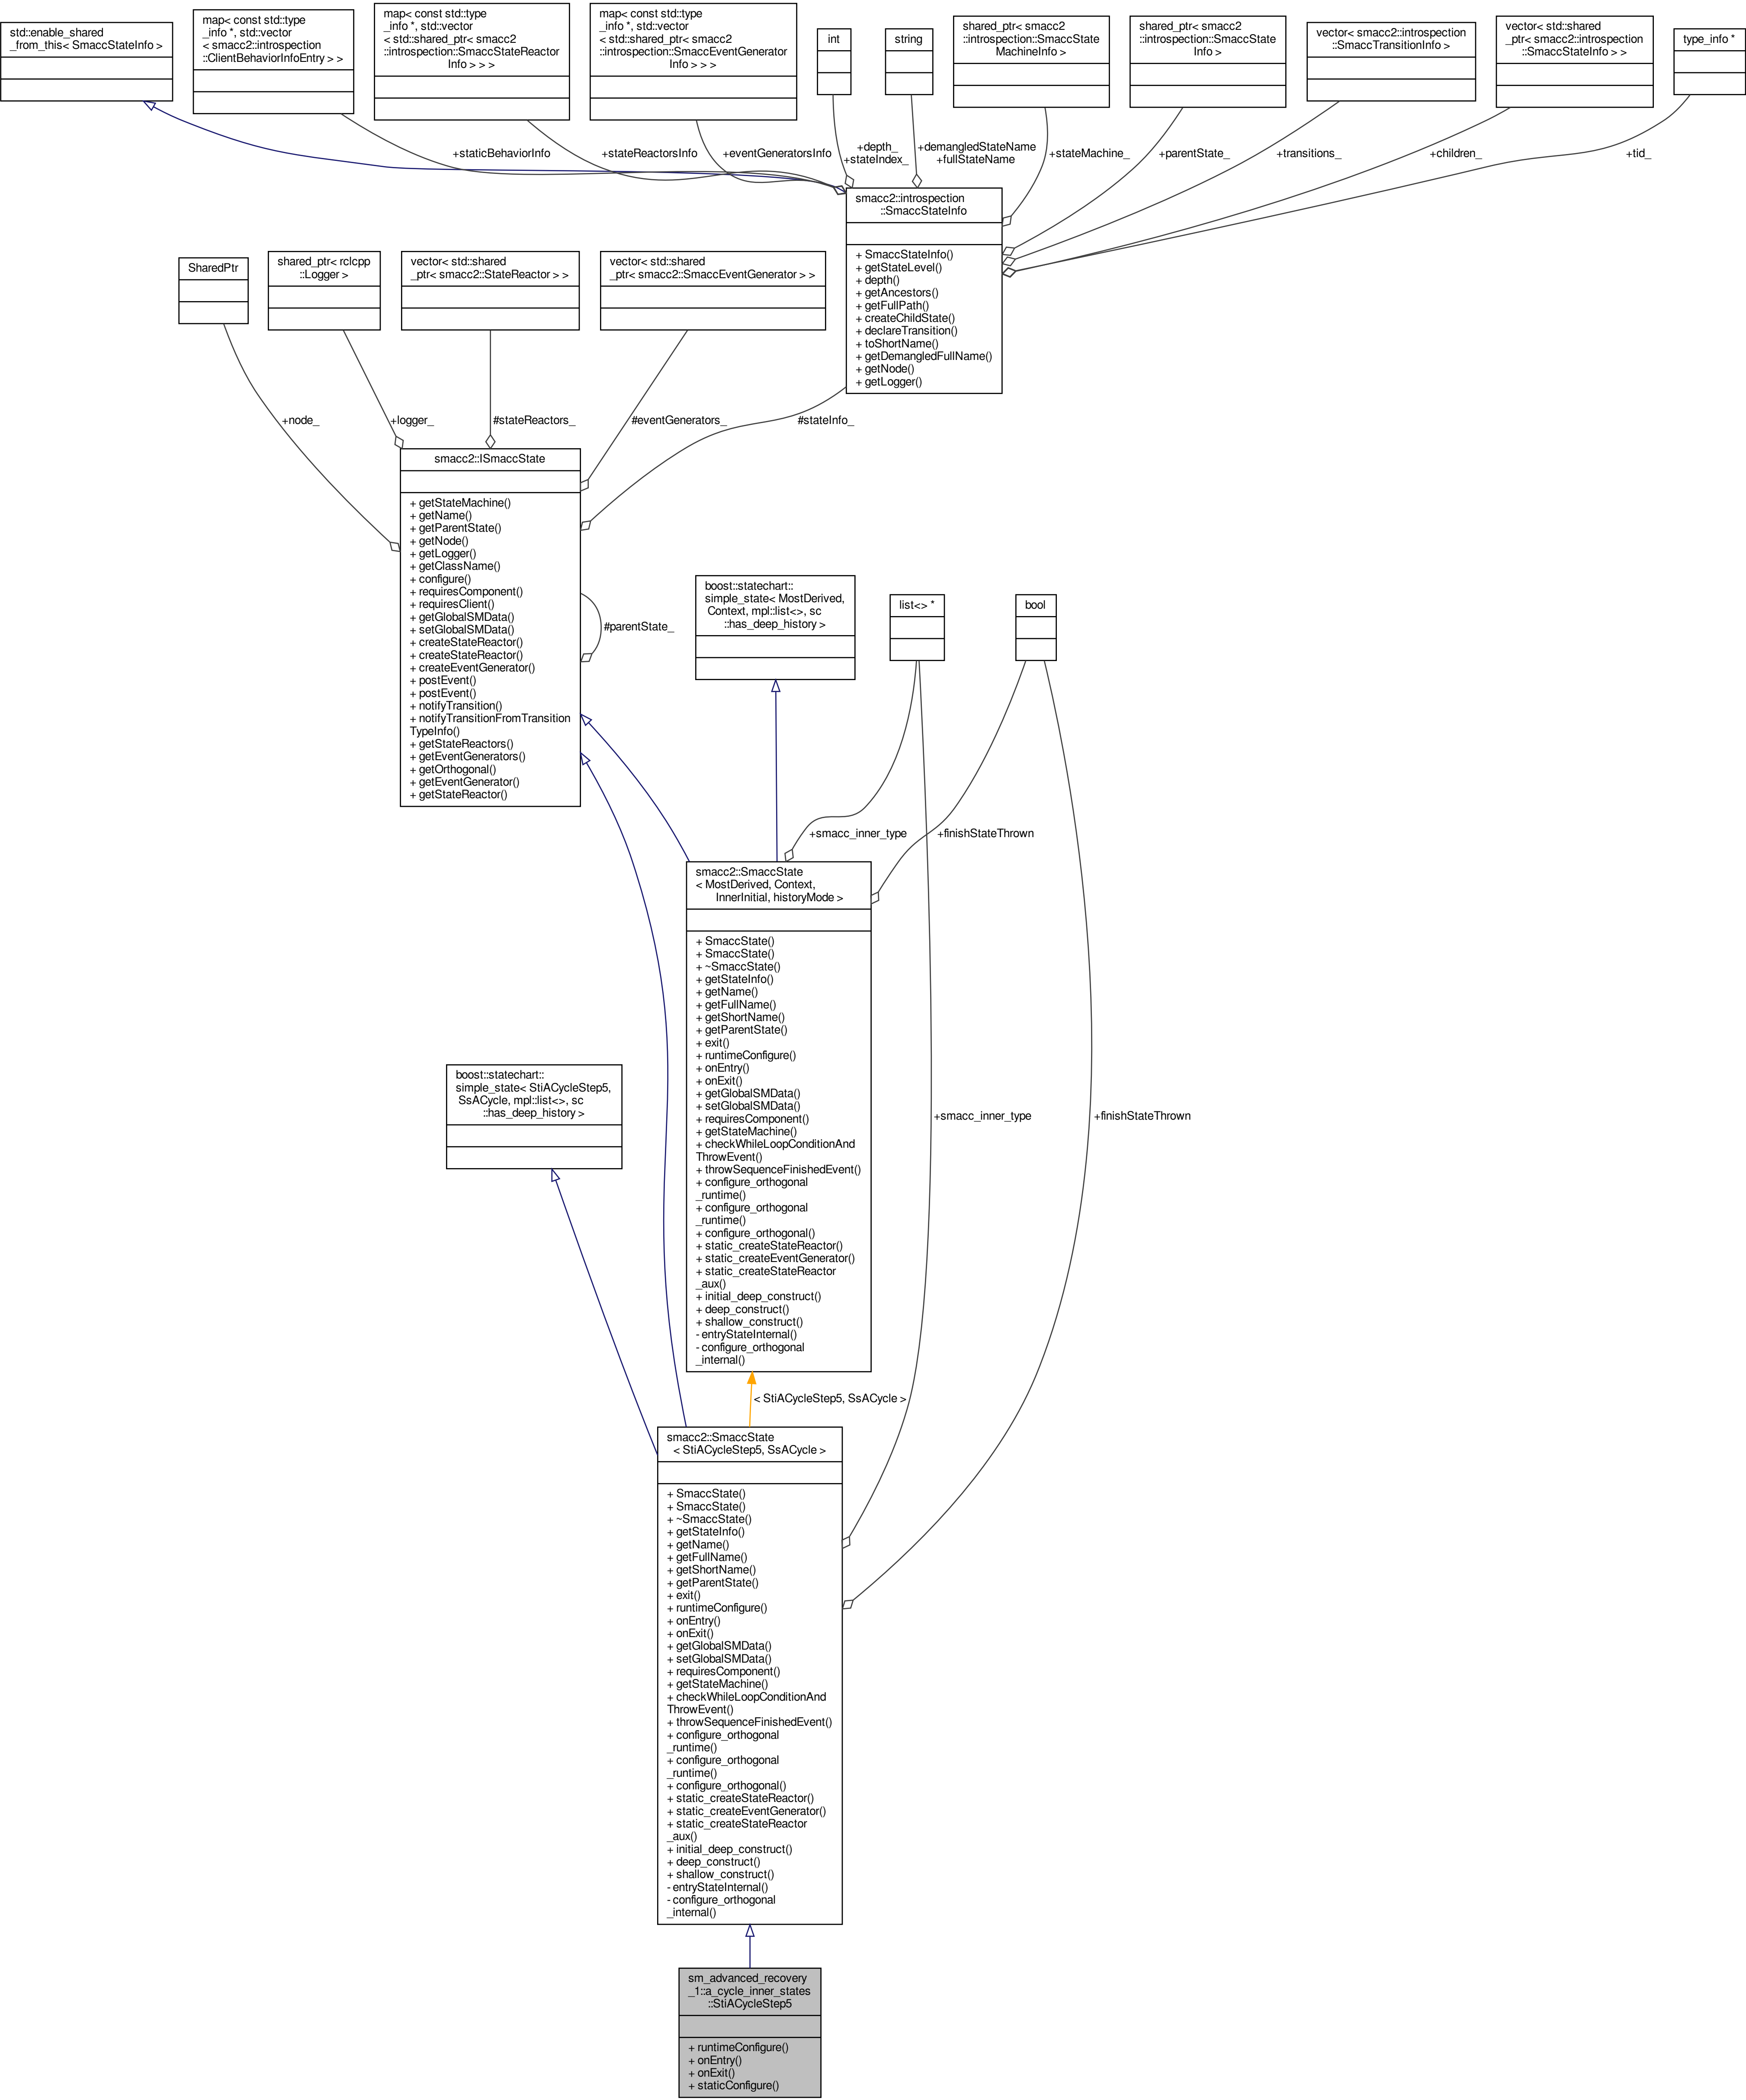 std::enable_shared
_from_this< SmaccStateInfo >
map< const std::type
_info *, std::vector
< smacc2::introspection
::ClientBehaviorInfoEntry > >
map< const std::type
_info *, std::vector
< std::shared_ptr< smacc2
::introspection::SmaccStateReactor
Info > > >
map< const std::type
_info *, std::vector
< std::shared_ptr< smacc2
::introspection::SmaccEventGenerator
Info > > >
int
string
shared_ptr< smacc2
::introspection::SmaccState
MachineInfo >
shared_ptr< smacc2
::introspection::SmaccState
Info >
vector< smacc2::introspection
::SmaccTransitionInfo >
vector< std::shared
_ptr< smacc2::introspection
::SmaccStateInfo > >
type_info *
+staticBehaviorInfo
+stateReactorsInfo
+eventGeneratorsInfo
+depth_
+stateIndex_
+demangledStateName
+fullStateName
+stateMachine_
+parentState_
+transitions_
+children_
+tid_
smacc2::introspection
::SmaccStateInfo
+ SmaccStateInfo()
+ getStateLevel()
+ depth()
+ getAncestors()
+ getFullPath()
+ createChildState()
+ declareTransition()
+ toShortName()
+ getDemangledFullName()
+ getNode()
+ getLogger()
SharedPtr
shared_ptr< rclcpp
::Logger >
vector< std::shared
_ptr< smacc2::StateReactor > >
vector< std::shared
_ptr< smacc2::SmaccEventGenerator > >
+node_
+logger_
#stateReactors_
#eventGenerators_
#stateInfo_
smacc2::ISmaccState
+ getStateMachine()
+ getName()
+ getParentState()
+ getNode()
+ getLogger()
+ getClassName()
+ configure()
+ requiresComponent()
+ requiresClient()
+ getGlobalSMData()
+ setGlobalSMData()
+ createStateReactor()
+ createStateReactor()
+ createEventGenerator()
+ postEvent()
+ postEvent()
+ notifyTransition()
+ notifyTransitionFromTransition
TypeInfo()
+ getStateReactors()
+ getEventGenerators()
+ getOrthogonal()
+ getEventGenerator()
+ getStateReactor()
#parentState_
boost::statechart::
simple_state< MostDerived,
Context, mpl::list<>, sc
::has_deep_history >
list<> *
bool
+smacc_inner_type
+finishStateThrown
smacc2::SmaccState
< MostDerived, Context,
InnerInitial, historyMode >
+ SmaccState()
+ SmaccState()
+ ~SmaccState()
+ getStateInfo()
+ getName()
+ getFullName()
+ getShortName()
+ getParentState()
+ exit()
+ runtimeConfigure()
+ onEntry()
+ onExit()
+ getGlobalSMData()
+ setGlobalSMData()
+ requiresComponent()
+ getStateMachine()
+ checkWhileLoopConditionAnd
ThrowEvent()
+ throwSequenceFinishedEvent()
+ configure_orthogonal
_runtime()
+ configure_orthogonal
_runtime()
+ configure_orthogonal()
+ static_createStateReactor()
+ static_createEventGenerator()
+ static_createStateReactor
_aux()
+ initial_deep_construct()
+ deep_construct()
+ shallow_construct()
- entryStateInternal()
- configure_orthogonal
_internal()
boost::statechart::
simple_state< StiACycleStep5,
SsACycle, mpl::list<>, sc
::has_deep_history >
+smacc_inner_type
+finishStateThrown
< StiACycleStep5, SsACycle >
smacc2::SmaccState
< StiACycleStep5, SsACycle >
+ SmaccState()
+ SmaccState()
+ ~SmaccState()
+ getStateInfo()
+ getName()
+ getFullName()
+ getShortName()
+ getParentState()
+ exit()
+ runtimeConfigure()
+ onEntry()
+ onExit()
+ getGlobalSMData()
+ setGlobalSMData()
+ requiresComponent()
+ getStateMachine()
+ checkWhileLoopConditionAnd
ThrowEvent()
+ throwSequenceFinishedEvent()
+ configure_orthogonal
_runtime()
+ configure_orthogonal
_runtime()
+ configure_orthogonal()
+ static_createStateReactor()
+ static_createEventGenerator()
+ static_createStateReactor
_aux()
+ initial_deep_construct()
+ deep_construct()
+ shallow_construct()
- entryStateInternal()
- configure_orthogonal
_internal()
sm_advanced_recovery
_1::a_cycle_inner_states
::StiACycleStep5
+ runtimeConfigure()
+ onEntry()
+ onExit()
+ staticConfigure()